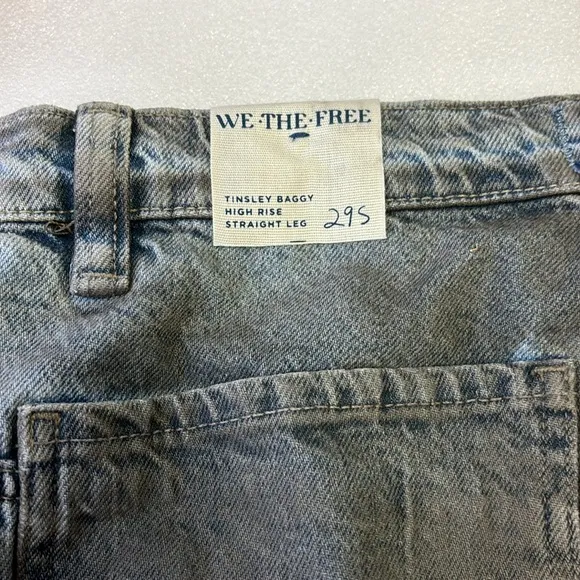 WE·THE·FREE
TINSLEY BAGGY
HIGH RISE
STRAIGHT LEG 29S